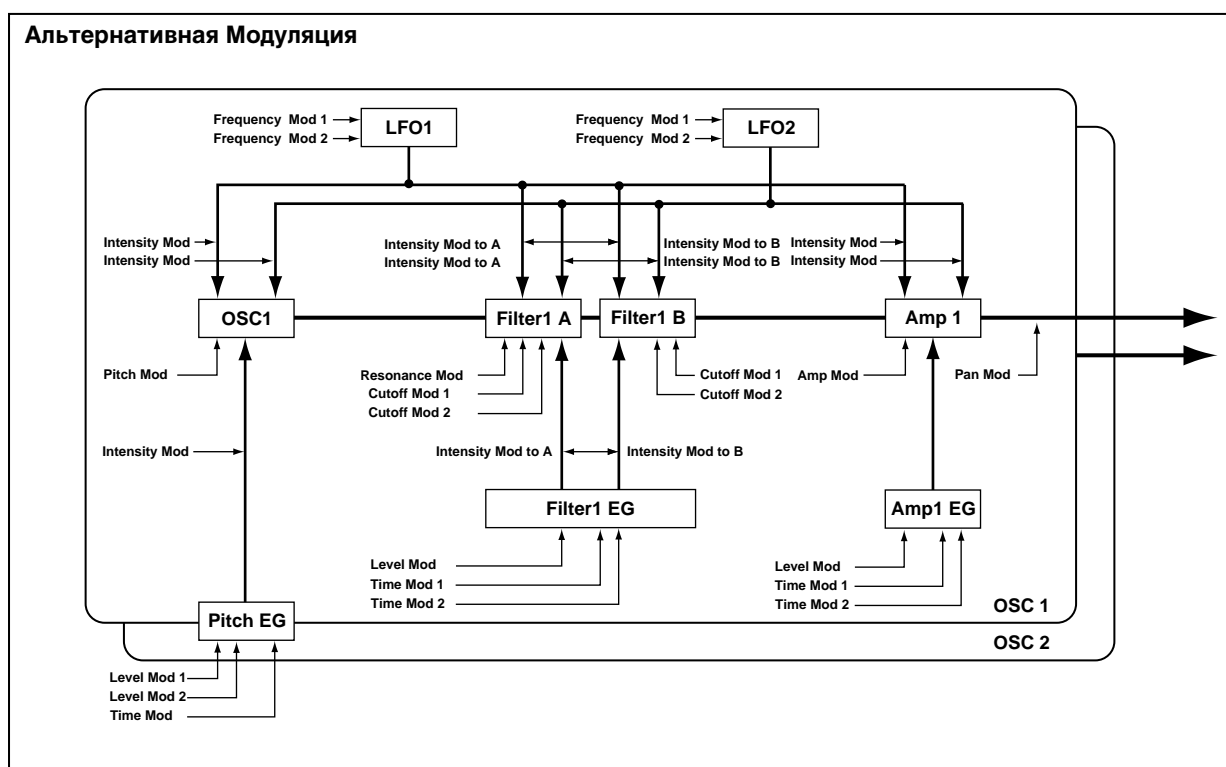 Альтернативная Модуляция
Frequency Mod 1
Frequency Mod 2
LFO1
Frequency Mod 1
Frequency Mod 2
LFO2
Intensity Mod
Intensity Mod
Intensity Mod to A
Intensity Mod to A
Intensity Mod to B
Intensity Mod to B
Intensity Mod
Intensity Mod
OSC1
Filter1 A
Filter1 B
Amp 1
Pitch Mod
Resonance Mod
Cutoff Mod 1
Cutoff Mod 2
Cutoff Mod 1
Cutoff Mod 2
Amp Mod
Pan Mod
Intensity Mod
Intensity Mod to A
Intensity Mod to B
Filter1 EG
Amp1 EG
Level Mod
Time Mod 1
Time Mod 2
Level Mod
Time Mod 1
Time Mod 2
OSC 1
Pitch EG
OSC 2
Level Mod 1
Level Mod 2
Time Mod